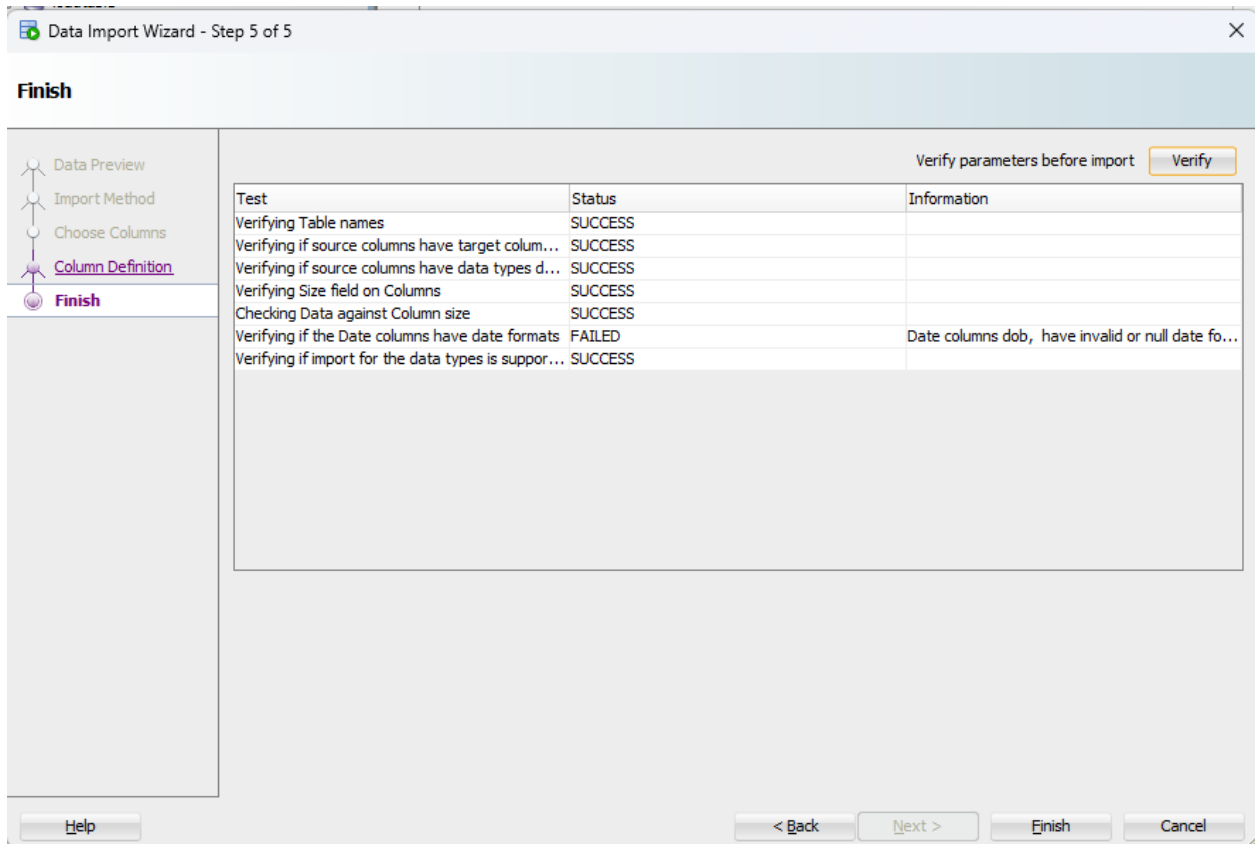 Data Import Wizard - Step 5 of 5
Finish
Data Preview
Import Method
Choose Columns
Column Definition
Finish
Verify parameters before import Verify
Test Status Information
Verifying Table names SUCCESS
Verifying if source columns have target colum... SUCCESS
Verifying if source columns have data types d... SUCCESS
Verifying Size field on Columns SUCCESS
Checking Data against Column size SUCCESS
Verifying if the Date columns have date formats FAILED Date columns dob, have invalid or null date fo...
Verifying if import for the data types is suppor... SUCCESS
Help < Back Next > Finish Cancel